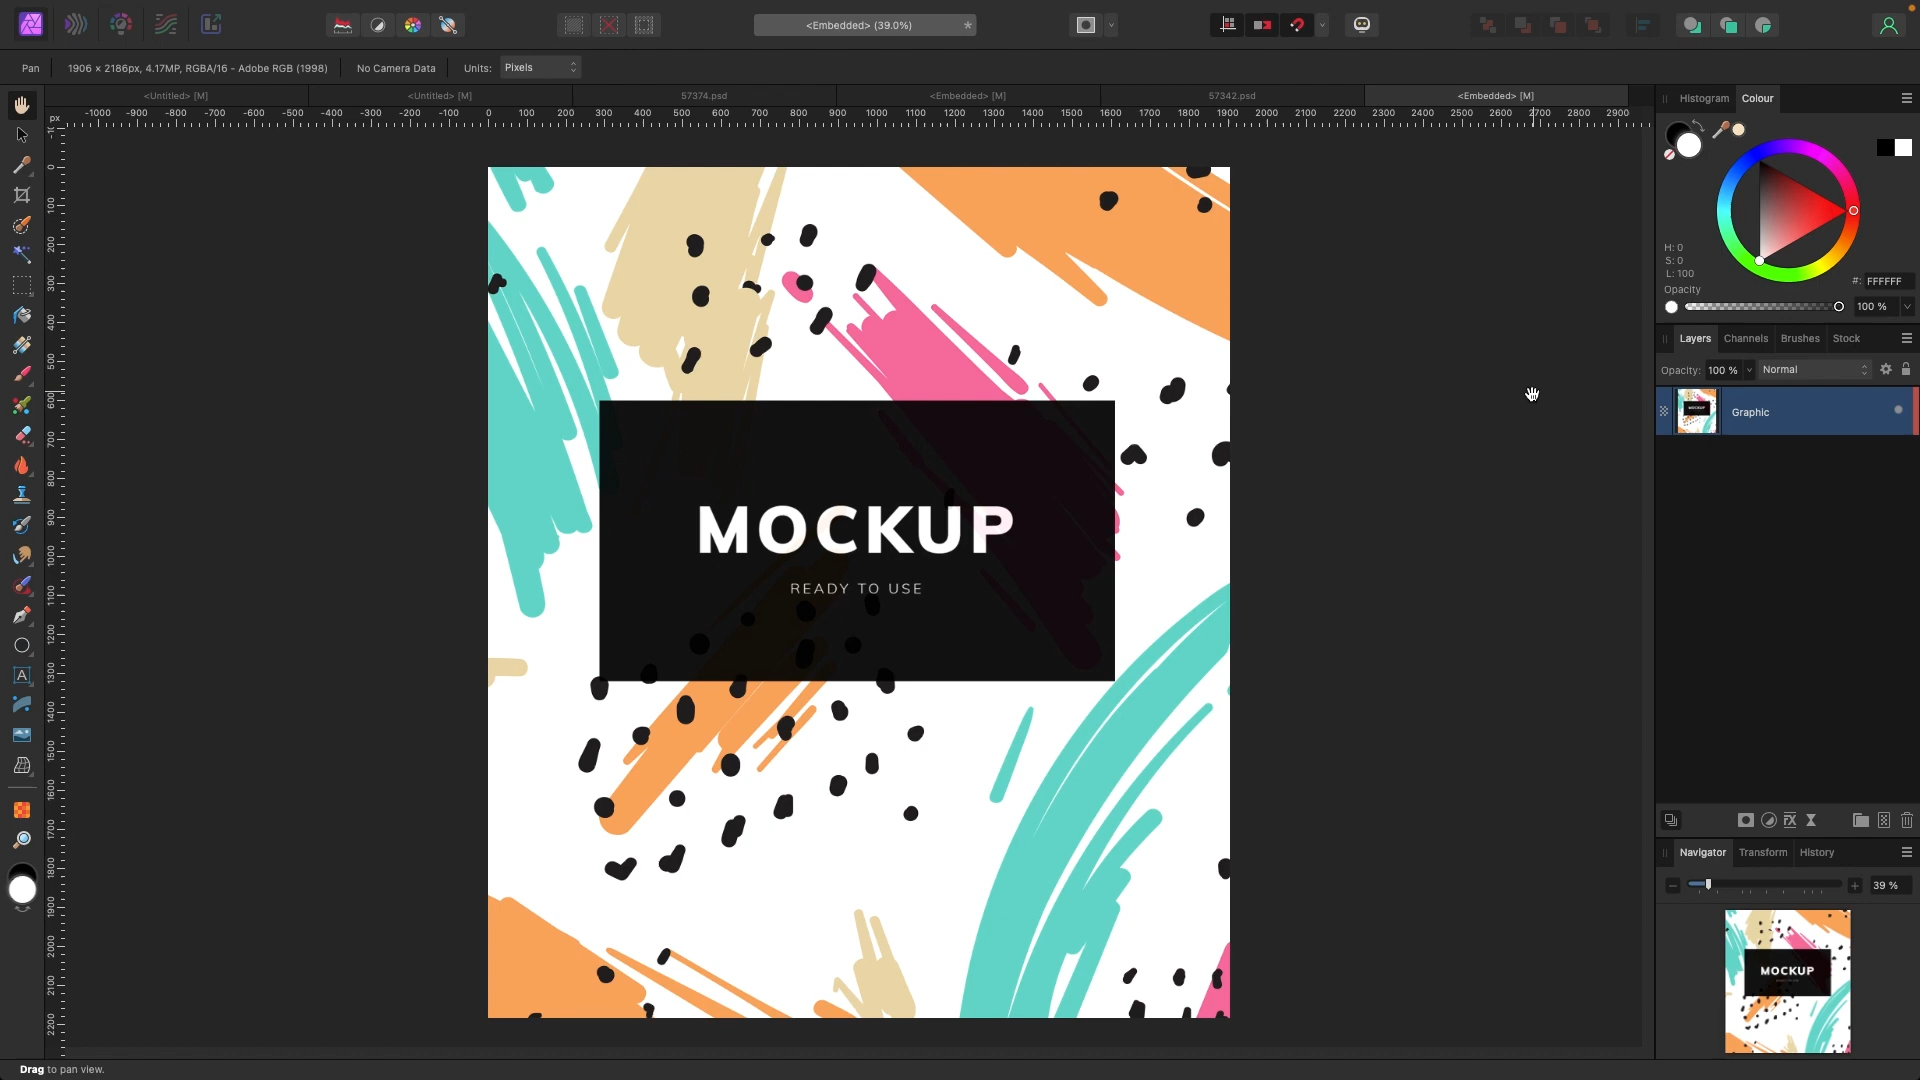 <Embedded> (39.0%)
*
Pan
1906 × 2186px, 4.17MP, RGBA/16 - Adobe RGB (1998)
No Camera Data
Units:
Pixels
<Untitled> [M]
<Untitled> [M]
57374.psd
<Embedded> [M]
57342.psd
<Embedded> [M]
px
-1000 -900 -800 -700 -600 -500 -400 -300 -200 -100 0 100 200 300 400 500 600 700 800 900 1000 1100 1200 1300 1400 1500 1600 1700 1800 1900 2000 2100 2200 2300 2400 2500 2600 2700 2800 2900
0
100
200
300
400
500
600
700
800
900
1000
1100
1200
1300
1400
1500
1600
1700
1800
1900
2000
2100
2200
MOCKUP
READY TO USE
Histogram
Colour
H: 0
S: 0
L: 100
#: FFFFFF
Opacity
100 %
Layers
Channels
Brushes
Stock
Opacity: 100 %
Normal
MOCKUP
Graphic
Navigator
Transform
History
39 %
MOCKUP
A
Drag to pan view.